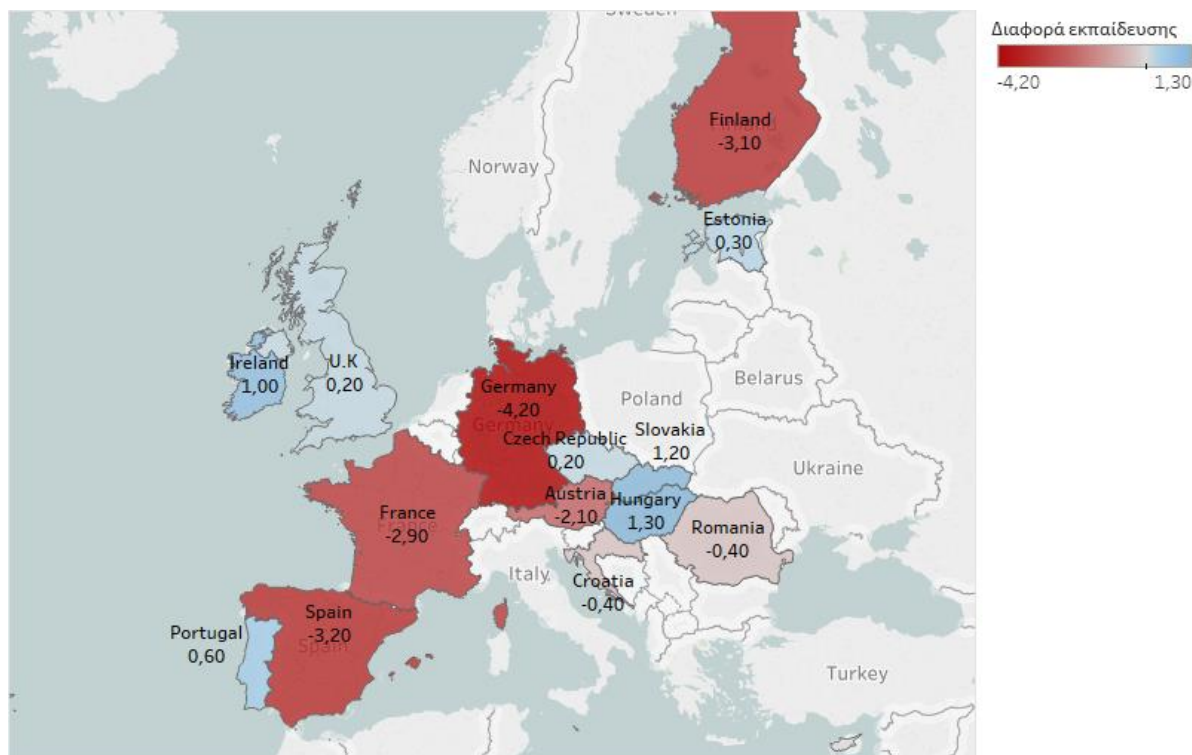 Sweden
Διαφορά εκπαίδευσης
-4,20
1,30
Finland
-3,10
Norway
Estonia
0,30
Ireland
1,00
U.K
0,20
Germany
-4,20
Germany
Poland
Belarus
Czech Republic
0,20
Slovakia
1,20
Ukraine
Austria
-2,10
Hungary
1,30
France
-2,90
France
Romania
-0,40
Italy
Croatia
-0,40
Spain
-3,20
Spain
Portugal
0,60
Turkey